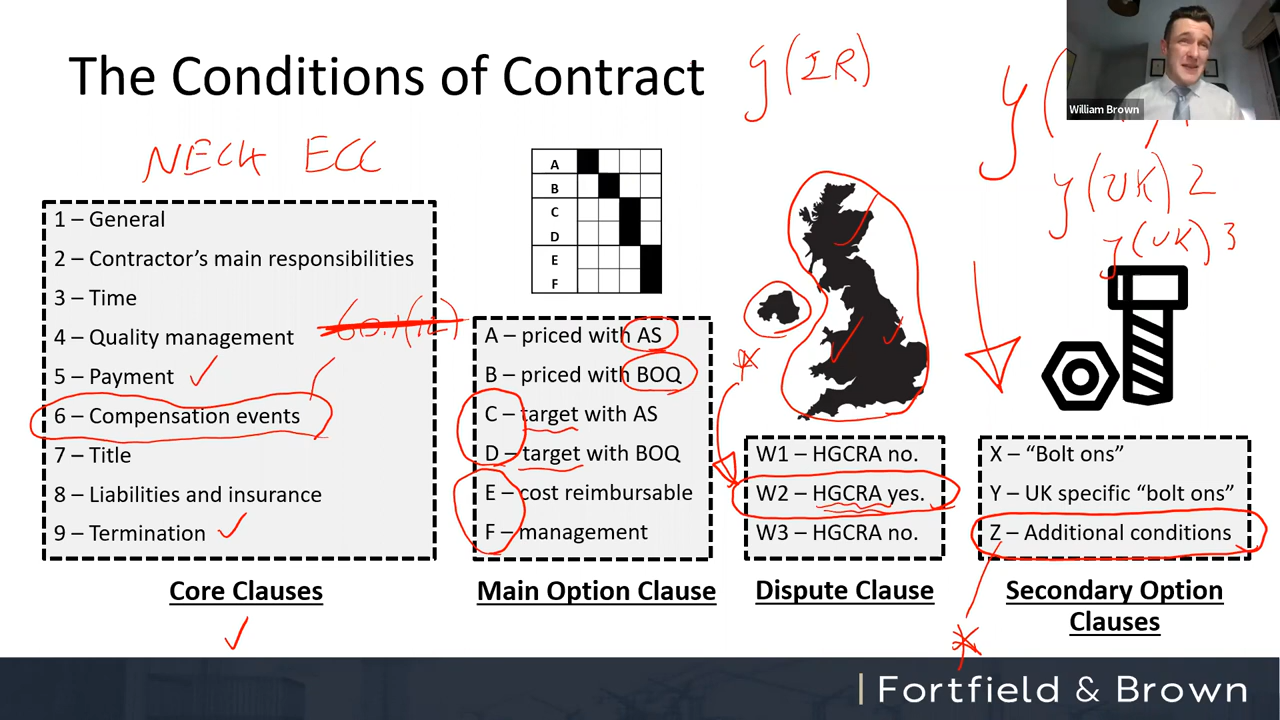 The Conditions of Contract
y(IR)
y(
William Brown
NEC4 ECC
y(UK) 2
y(UK) 3
A
B
C
D
E
F
1 – General
2 – Contractor's main responsibilities
3 – Time
4 – Quality management
60.1(12)
5 – Payment
6 – Compensation events
7 – Title
8 – Liabilities and insurance
9 – Termination
Core Clauses
A – priced with AS
B – priced with BOQ
C – target with AS
D – target with BOQ
E – cost reimbursable
F – management
Main Option Clause
W1 – HGCRA no.
W2 – HGCRA yes.
W3 – HGCRA no.
Dispute Clause
X – “Bolt ons”
Y – UK specific “bolt ons”
Z – Additional conditions
Secondary Option
Clauses
Fortfield & Brown